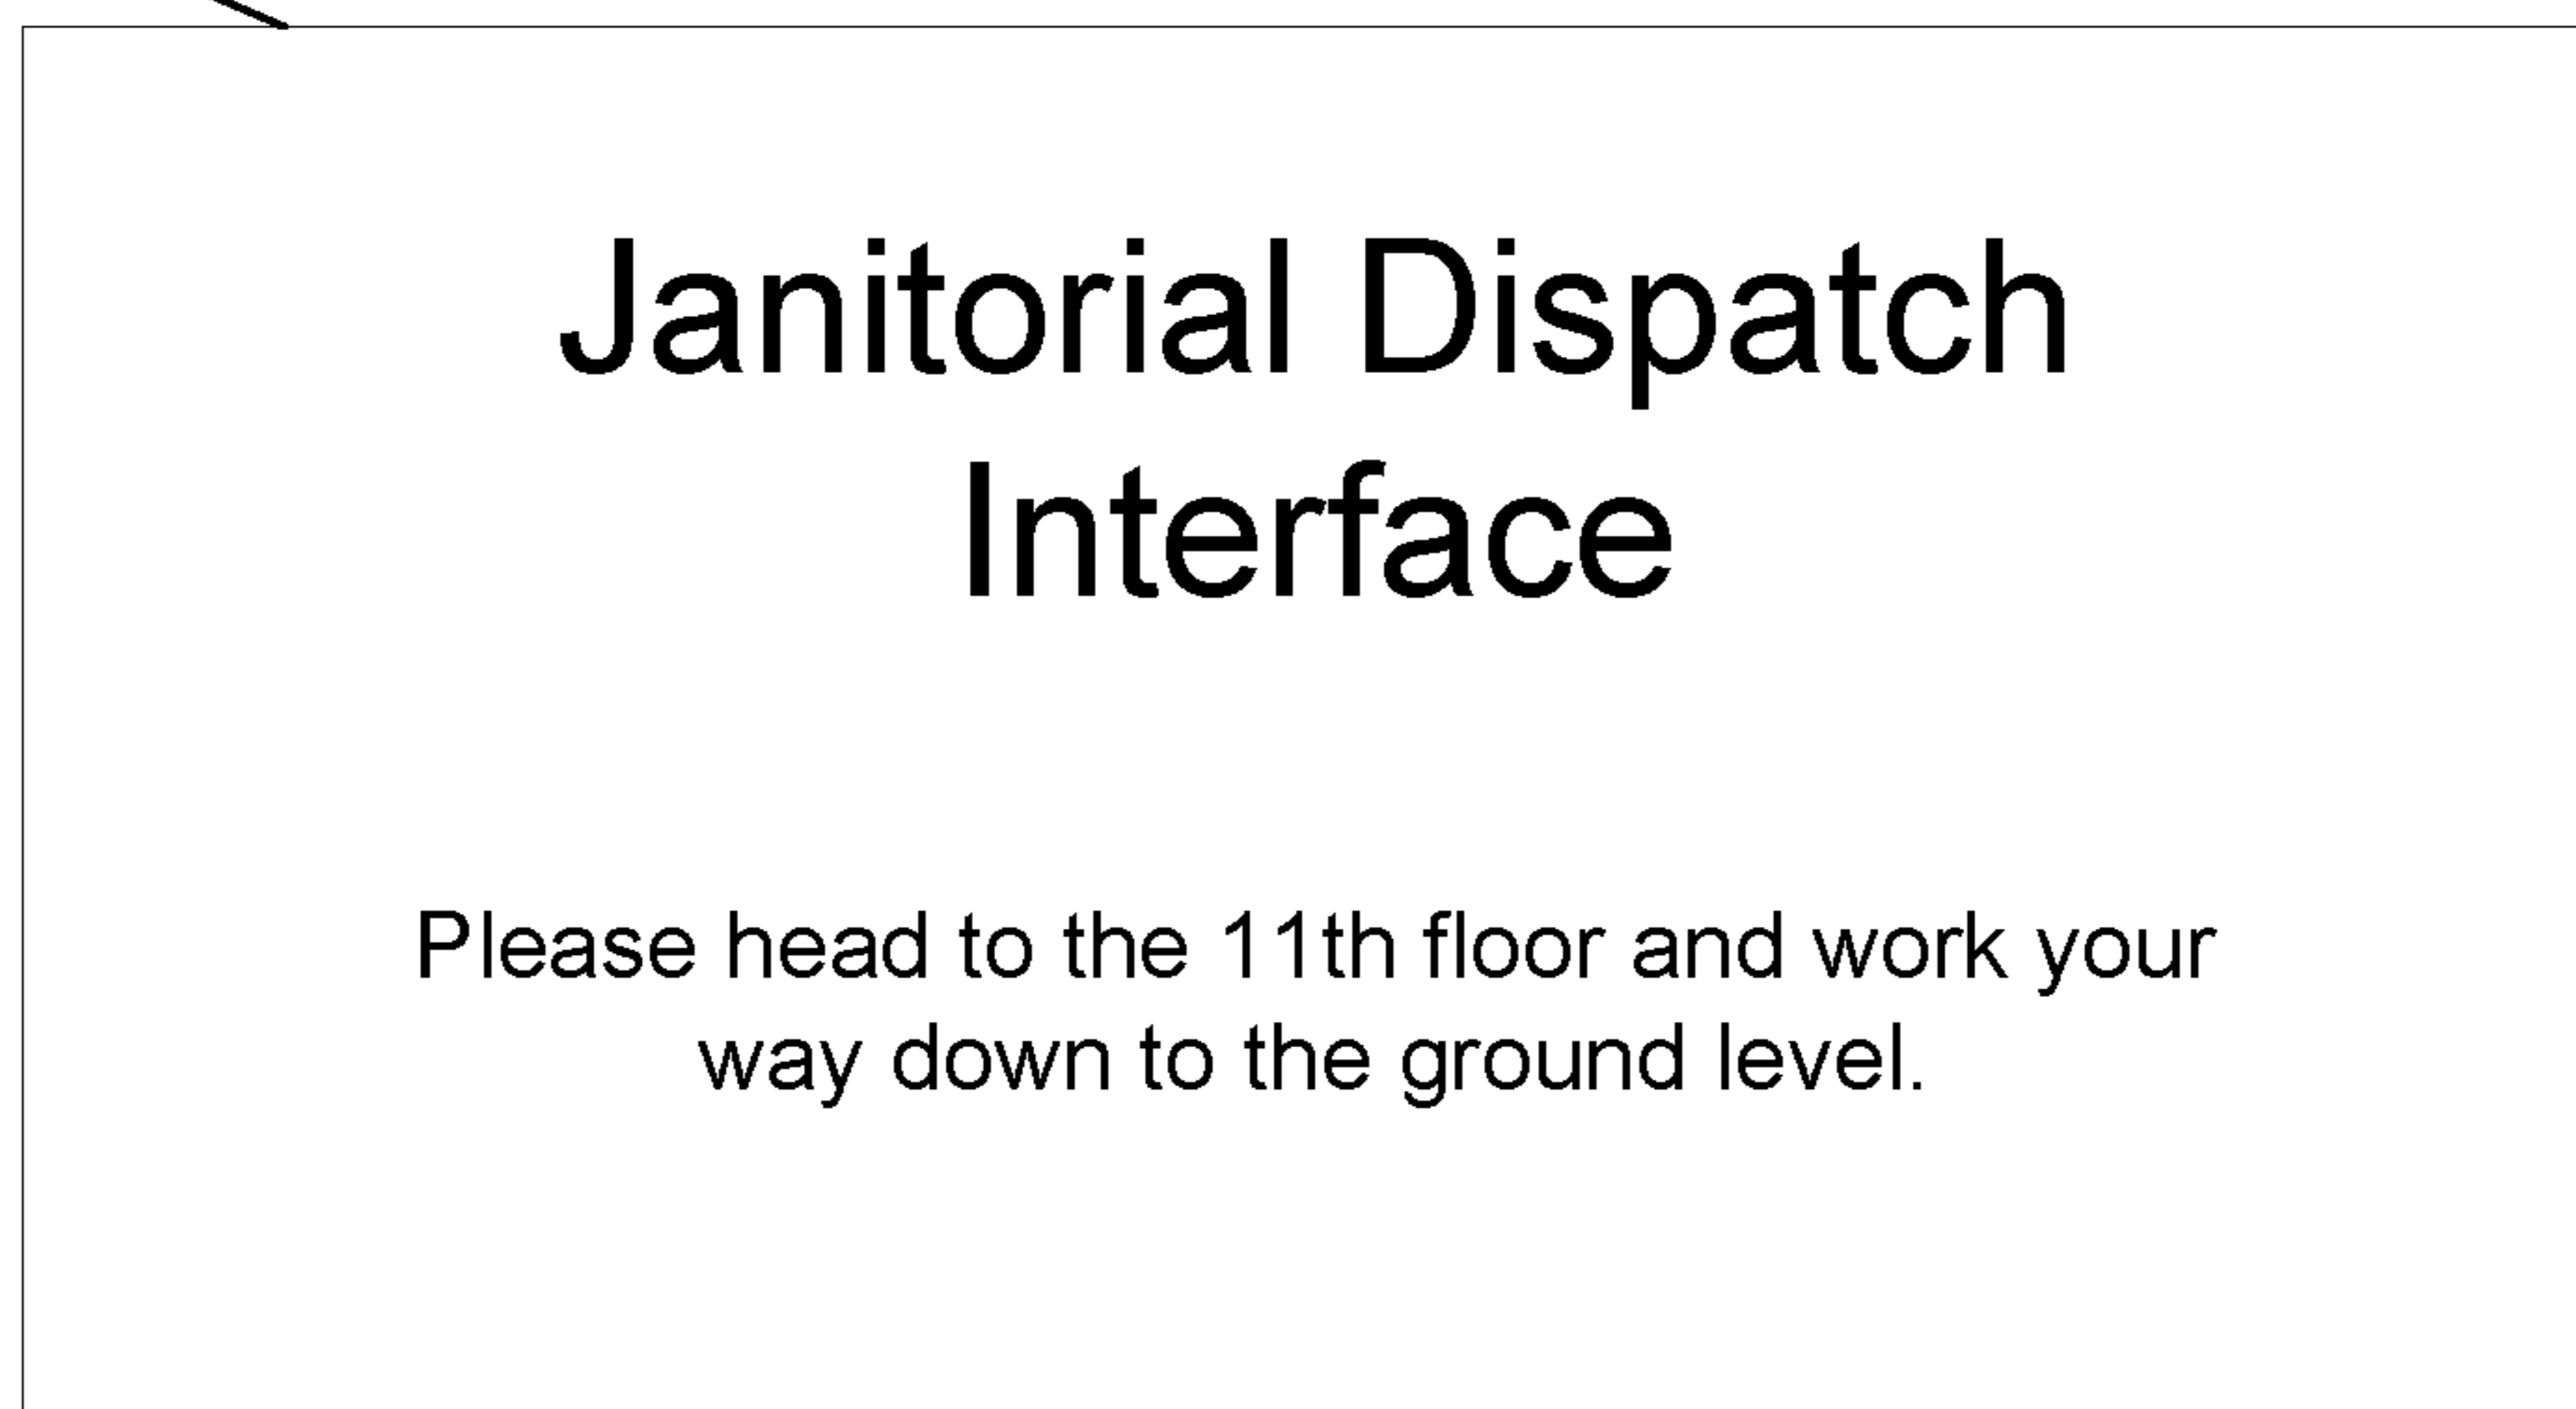 Janitorial Dispatch
Interface
Please head to the 11th floor and work your
way down to the ground level.